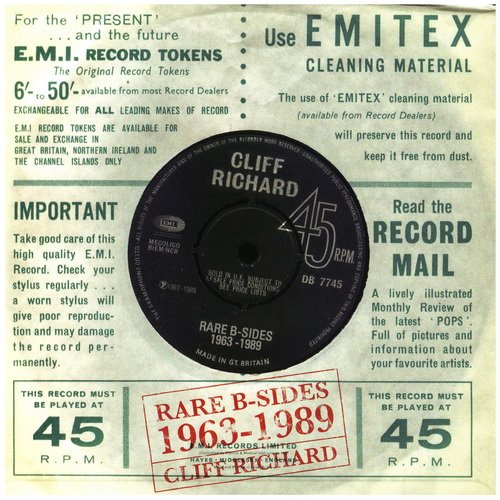 For the 'PRESENT'
... and the future
E.M.I. RECORD TOKENS
The Original Record Tokens
6/- to 50/- available from most Record Dealers
EXCHANGEABLE FOR ALL LEADING MAKES OF RECORD
E.M.I RECORD TOKENS ARE AVAILABLE FOR
SALE AND EXCHANGE IN
GREAT BRITAIN, NORTHERN IRELAND AND
THE CHANNEL ISLANDS ONLY
Use EMITEX
CLEANING MATERIAL
The use of 'EMITEX' cleaning material
(available from Record Dealers)
will preserve this record and
keep it free from dust.
IMPORTANT
Take good care of this
high quality E.M.I.
Record. Check your
stylus regularly ...
a worn stylus will
give poor reproduc-
tion and may damage
the record per-
manently.
CLIFF
RICHARD
45
R.P.M.
EMI
MECOLICO
BIEM/NCB
SOLD IN U.K. SUBJECT TO
RESALE PRICE CONDITIONS
SEE PRICE LISTS
DB 7745
℗ 1963 -1989
RARE B-SIDES
1963 -1989
MADE IN GT. BRITAIN
Read the
RECORD
MAIL
A lively illustrated
Monthly Review of
the latest 'POPS'.
Full of pictures and
information about
your favourite artists.
THIS RECORD MUST
BE PLAYED AT
45
R.P.M.
RARE B-SIDES
1963-1989
E.M.I. RECORDS LIMITED
HAYES · MIDDLESEX · ENGLAND
CLIFF RICHARD
THIS RECORD MUST
BE PLAYED AT
45
R.P.M.